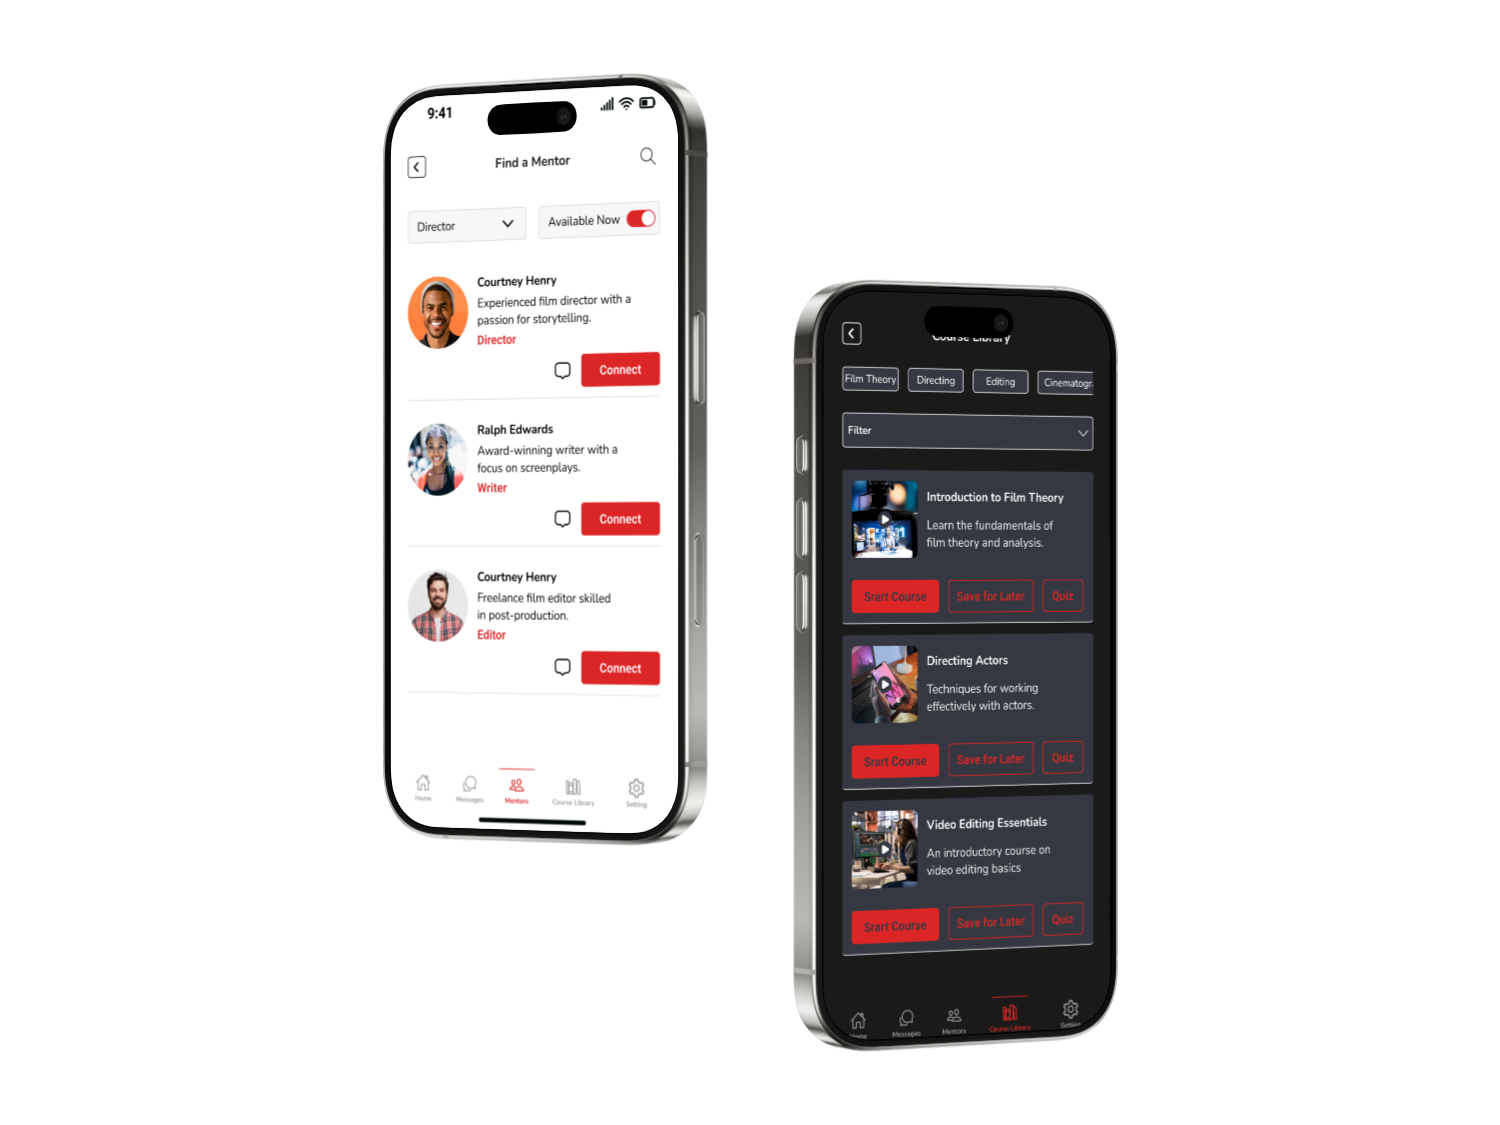 9:41
Find a Mentor
Director
Available Now
Courtney Henry
Experienced film director with a
passion for storytelling.
Director
Connect
Ralph Edwards
Award-winning writer with a
focus on screenplays.
Writer
Connect
Courtney Henry
Freelance film editor skilled
in post-production.
Editor
Connect
Home
Messages
Mentors
Course Library
Setting
Course Library
Film Theory
Directing
Editing
Cinematogr
Filter
Introduction to Film Theory
Learn the fundamentals of
film theory and analysis.
Srart Course
Save for Later
Quiz
Directing Actors
Techniques for working
effectively with actors.
Srart Course
Save for Later
Quiz
Video Editing Essentials
An introductory course on
video editing basics
Srart Course
Save for Later
Quiz
Home
Messages
Mentors
Course Library
Setting